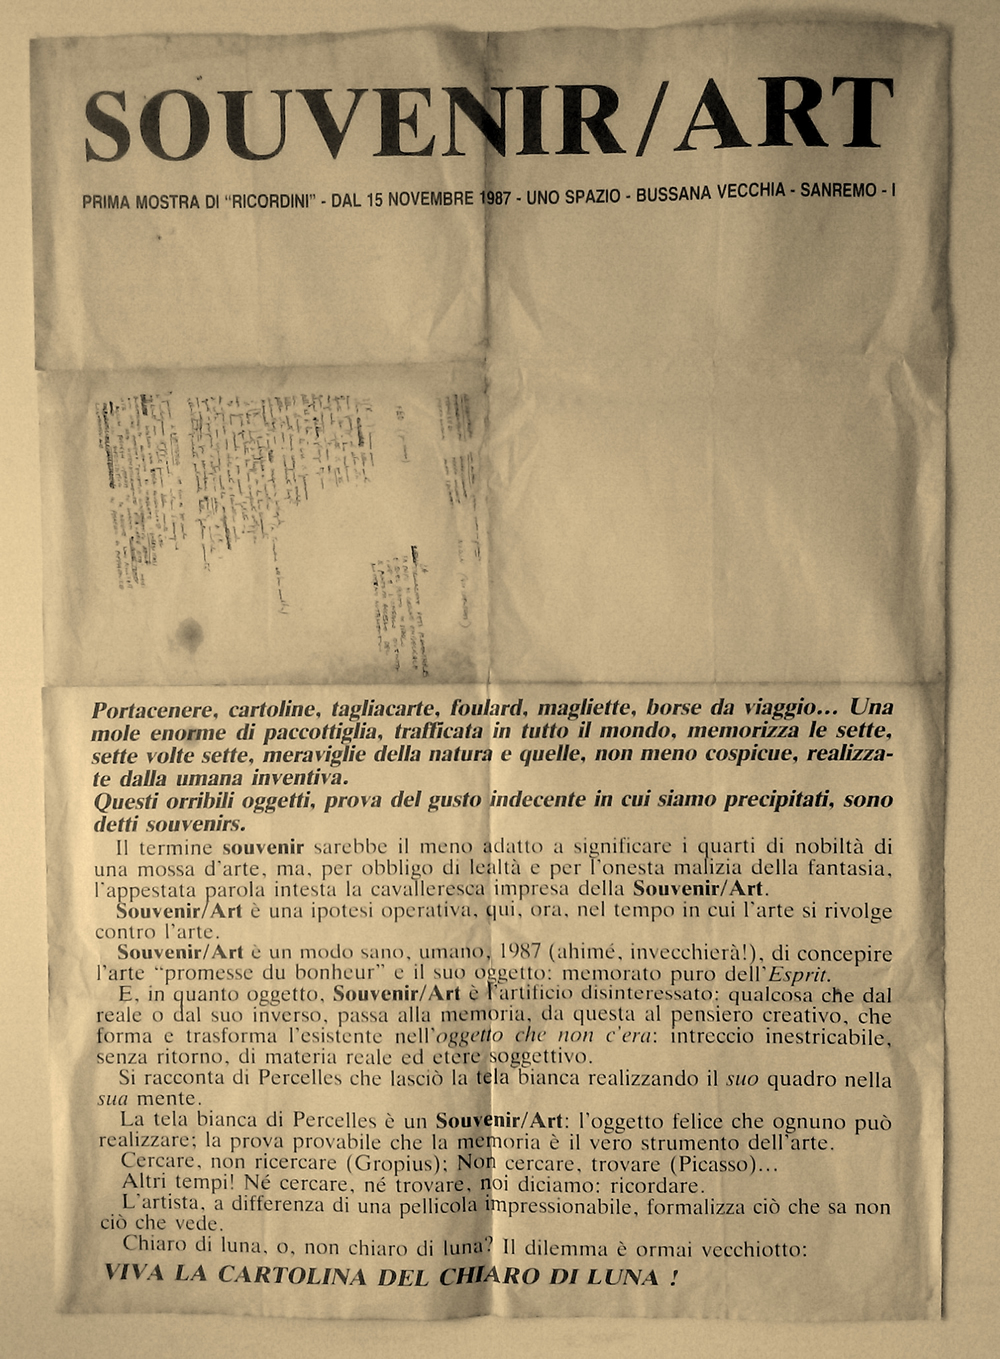 SOUVENIR/ART
PRIMA MOSTRA DI “RICORDINI” - DAL 15 NOVEMBRE 1987 - UNO SPAZIO - BUSSANA VECCHIA - SANREMO - I
Portacenere, cartoline, tagliacarte, foulard, magliette, borse da viaggio... Una
mole enorme di paccottiglia, trafficata in tutto il mondo, memorizza le sette,
sette volte sette, meraviglie della natura e quelle, non meno cospicue, realizza-
te dalla umana inventiva.
Questi orribili oggetti, prova del gusto indecente in cui siamo precipitati, sono
detti souvenirs.
Il termine souvenir sarebbe il meno adatto a significare i quarti di nobiltà di
una mossa d'arte, ma, per obbligo di lealtà e per l'onesta malizia della fantasia,
l'appestata parola intesta la cavalleresca impresa della Souvenir/Art.
Souvenir/Art è una ipotesi operativa, qui, ora, nel tempo in cui l'arte si rivolge
contro l'arte.
Souvenir/Art è un modo sano, umano, 1987 (ahimé, invecchierà!), di concepire
l'arte “promesse du bonheur” e il suo oggetto: memorato puro dell'Esprit.
E, in quanto oggetto, Souvenir/Art è l'artificio disinteressato: qualcosa che dal
reale o dal suo inverso, passa alla memoria, da questa al pensiero creativo, che
forma e trasforma l'esistente nell'oggetto che non c'era: intreccio inestricabile,
senza ritorno, di materia reale ed etere soggettivo.
Si racconta di Percelles che lasciò la tela bianca realizzando il suo quadro nella
sua mente.
La tela bianca di Percelles è un Souvenir/Art: l'oggetto felice che ognuno può
realizzare; la prova provabile che la memoria è il vero strumento dell'arte.
Cercare, non ricercare (Gropius); Non cercare, trovare (Picasso)...
Altri tempi! Né cercare, né trovare, noi diciamo: ricordare.
L'artista, a differenza di una pellicola impressionabile, formalizza ciò che sa non
ciò che vede.
Chiaro di luna, o, non chiaro di luna? Il dilemma è ormai vecchiotto:
VIVA LA CARTOLINA DEL CHIARO DI LUNA !